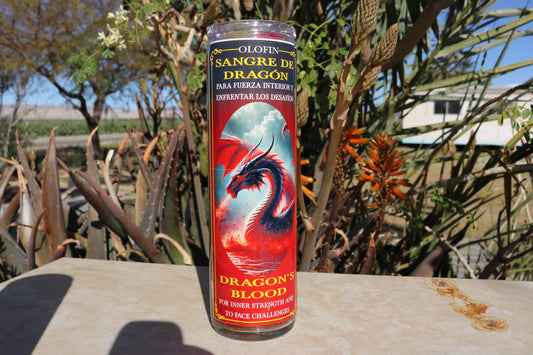 OLOFIN
SANGRE DE
DRAGÓN
PARA FUERZA INTERIOR Y
ENFRENTAR LOS DESAFÍOS
DRAGON'S
BLOOD
FOR INNER STRENGTH AND
TO FACE CHALLENGES